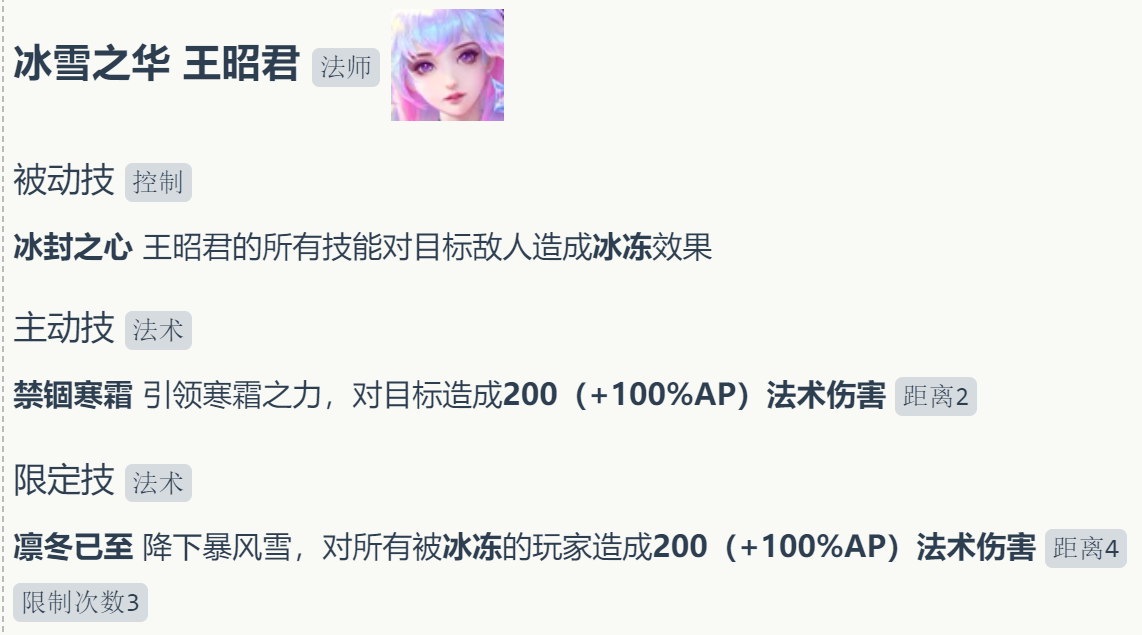 冰雪之华 王昭君 法师
被动技 控制
冰封之心 王昭君的所有技能对目标敌人造成冰冻效果
主动技 法术
禁锢寒霜 引领寒霜之力，对目标造成200（+100%AP）法术伤害 距离2
限定技 法术
凛冬已至 降下暴风雪，对所有被冰冻的玩家造成200（+100%AP）法术伤害 距离4
限制次数3